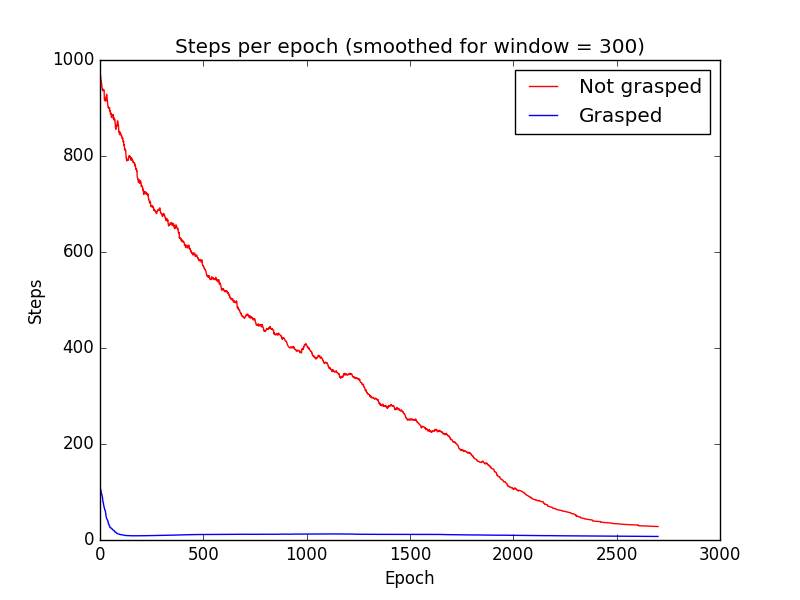 Steps per epoch (smoothed for window = 300)
1000
800
600
400
200
0
Steps
Not grasped
Grasped
0 500 1000 1500 2000 2500 3000
Epoch